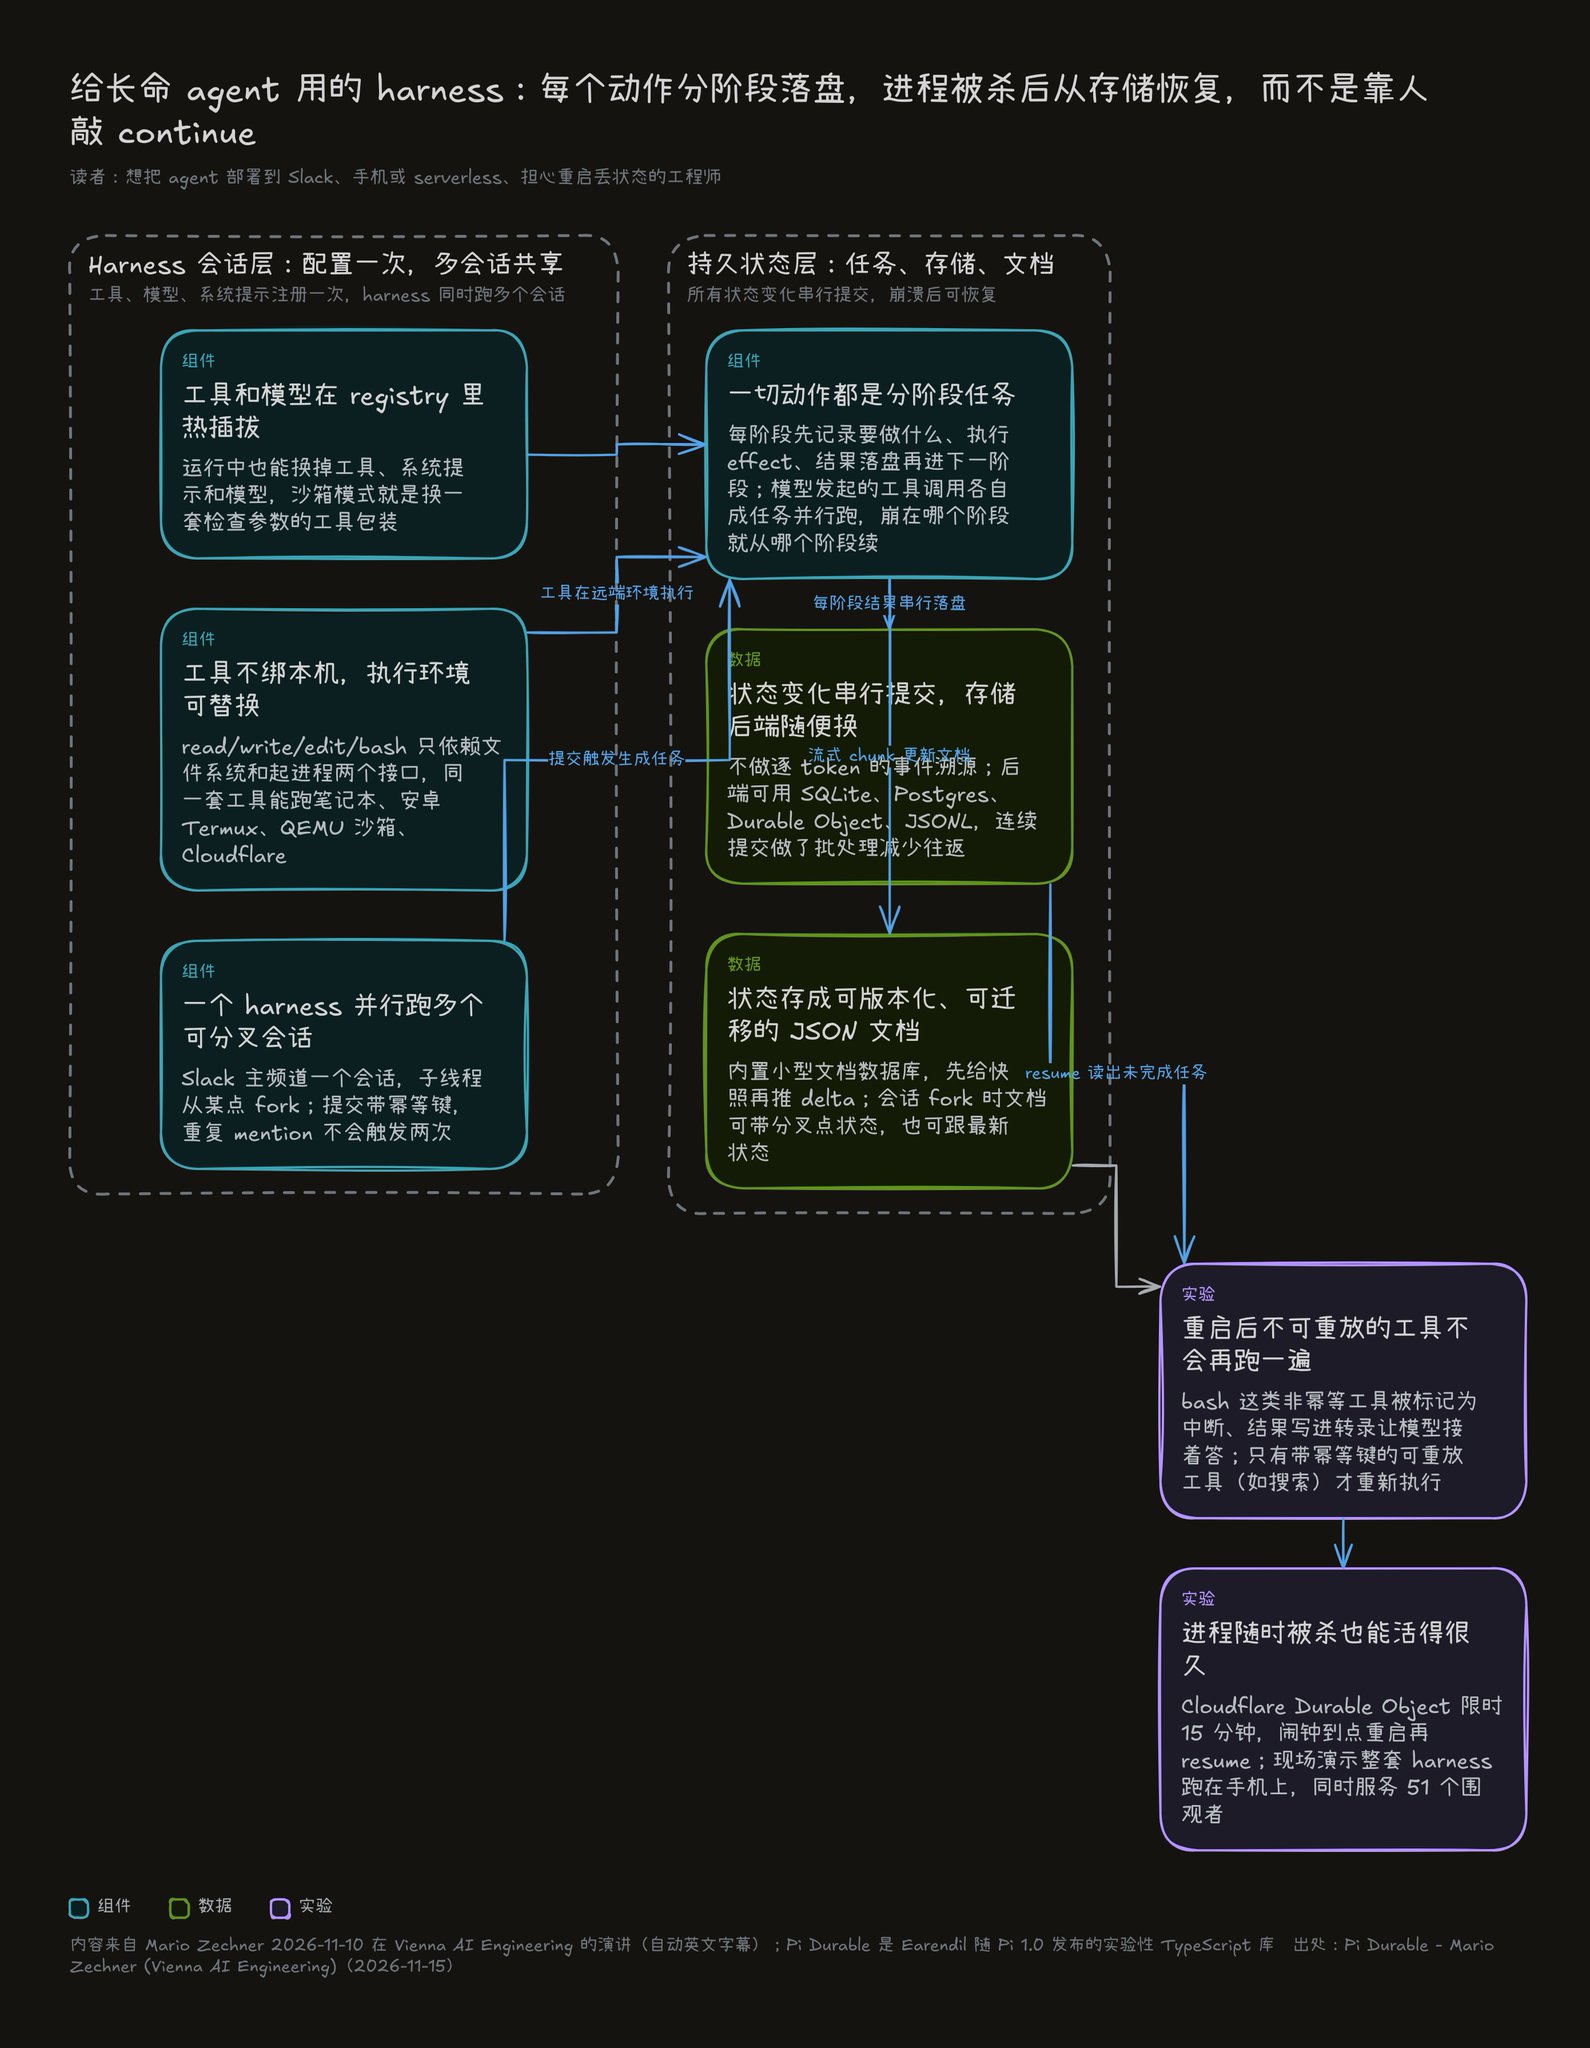 给长命 agent 用的 harness：每个动作分阶段落盘，进程被杀后从存储恢复，而不是靠人
敲 continue
读者：想把 agent 部署到 Slack、手机或 serverless、担心重启丢状态的工程师
Harness 会话层：配置一次，多会话共享
工具、模型、系统提示注册一次，harness 同时跑多个会话
组件
工具和模型在 registry 里
热插拔
运行中也能换掉工具、系统提
示和模型，沙箱模式就是换一
套检查参数的工具包装
工具在远端环境执行
组件
工具不绑本机，执行环境
可替换
read/write/edit/bash 只依赖文
件系统和起进程两个接口，同
一套工具能跑笔记本、安卓
Termux、QEMU 沙箱、
Cloudflare
提交触发生成任务
组件
一个 harness 并行跑多个
可分叉会话
Slack 主频道一个会话，子线程
从某点 fork；提交带幂等键，
重复 mention 不会触发两次
持久状态层：任务、存储、文档
所有状态变化串行提交，崩溃后可恢复
组件
一切动作都是分阶段任务
每阶段先记录要做什么、执行
effect、结果落盘再进下一阶
段；模型发起的工具调用各自
成任务并行跑，崩在哪个阶段
就从哪个阶段续
每阶段结果串行落盘
数据
状态变化串行提交，存储
后端随便换
流式 chunk 更新文档
不做逐 token 的事件溯源；后
端可用 SQLite、Postgres、
Durable Object、JSONL，连续
提交做了批处理减少往返
数据
状态存成可版本化、可迁
移的 JSON 文档
内置小型文档数据库，先给快
照再推 delta；会话 fork 时文档
可带分叉点状态，也可跟最新
状态
resume 读出未完成任务
实验
重启后不可重放的工具不
会再跑一遍
bash 这类非幂等工具被标记为
中断、结果写进转录让模型接
着答；只有带幂等键的可重放
工具（如搜索）才重新执行
实验
进程随时被杀也能活得很
久
Cloudflare Durable Object 限时
15 分钟，闹钟到点重启再
resume；现场演示整套 harness
跑在手机上，同时服务 51 个围
观者
组件
数据
实验
内容来自 Mario Zechner 2026-11-10 在 Vienna AI Engineering 的演讲（自动英文字幕）；Pi Durable 是 Earendil 随 Pi 1.0 发布的实验性 TypeScript 库 出处：Pi Durable - Mario
Zechner (Vienna AI Engineering)（2026-11-15）